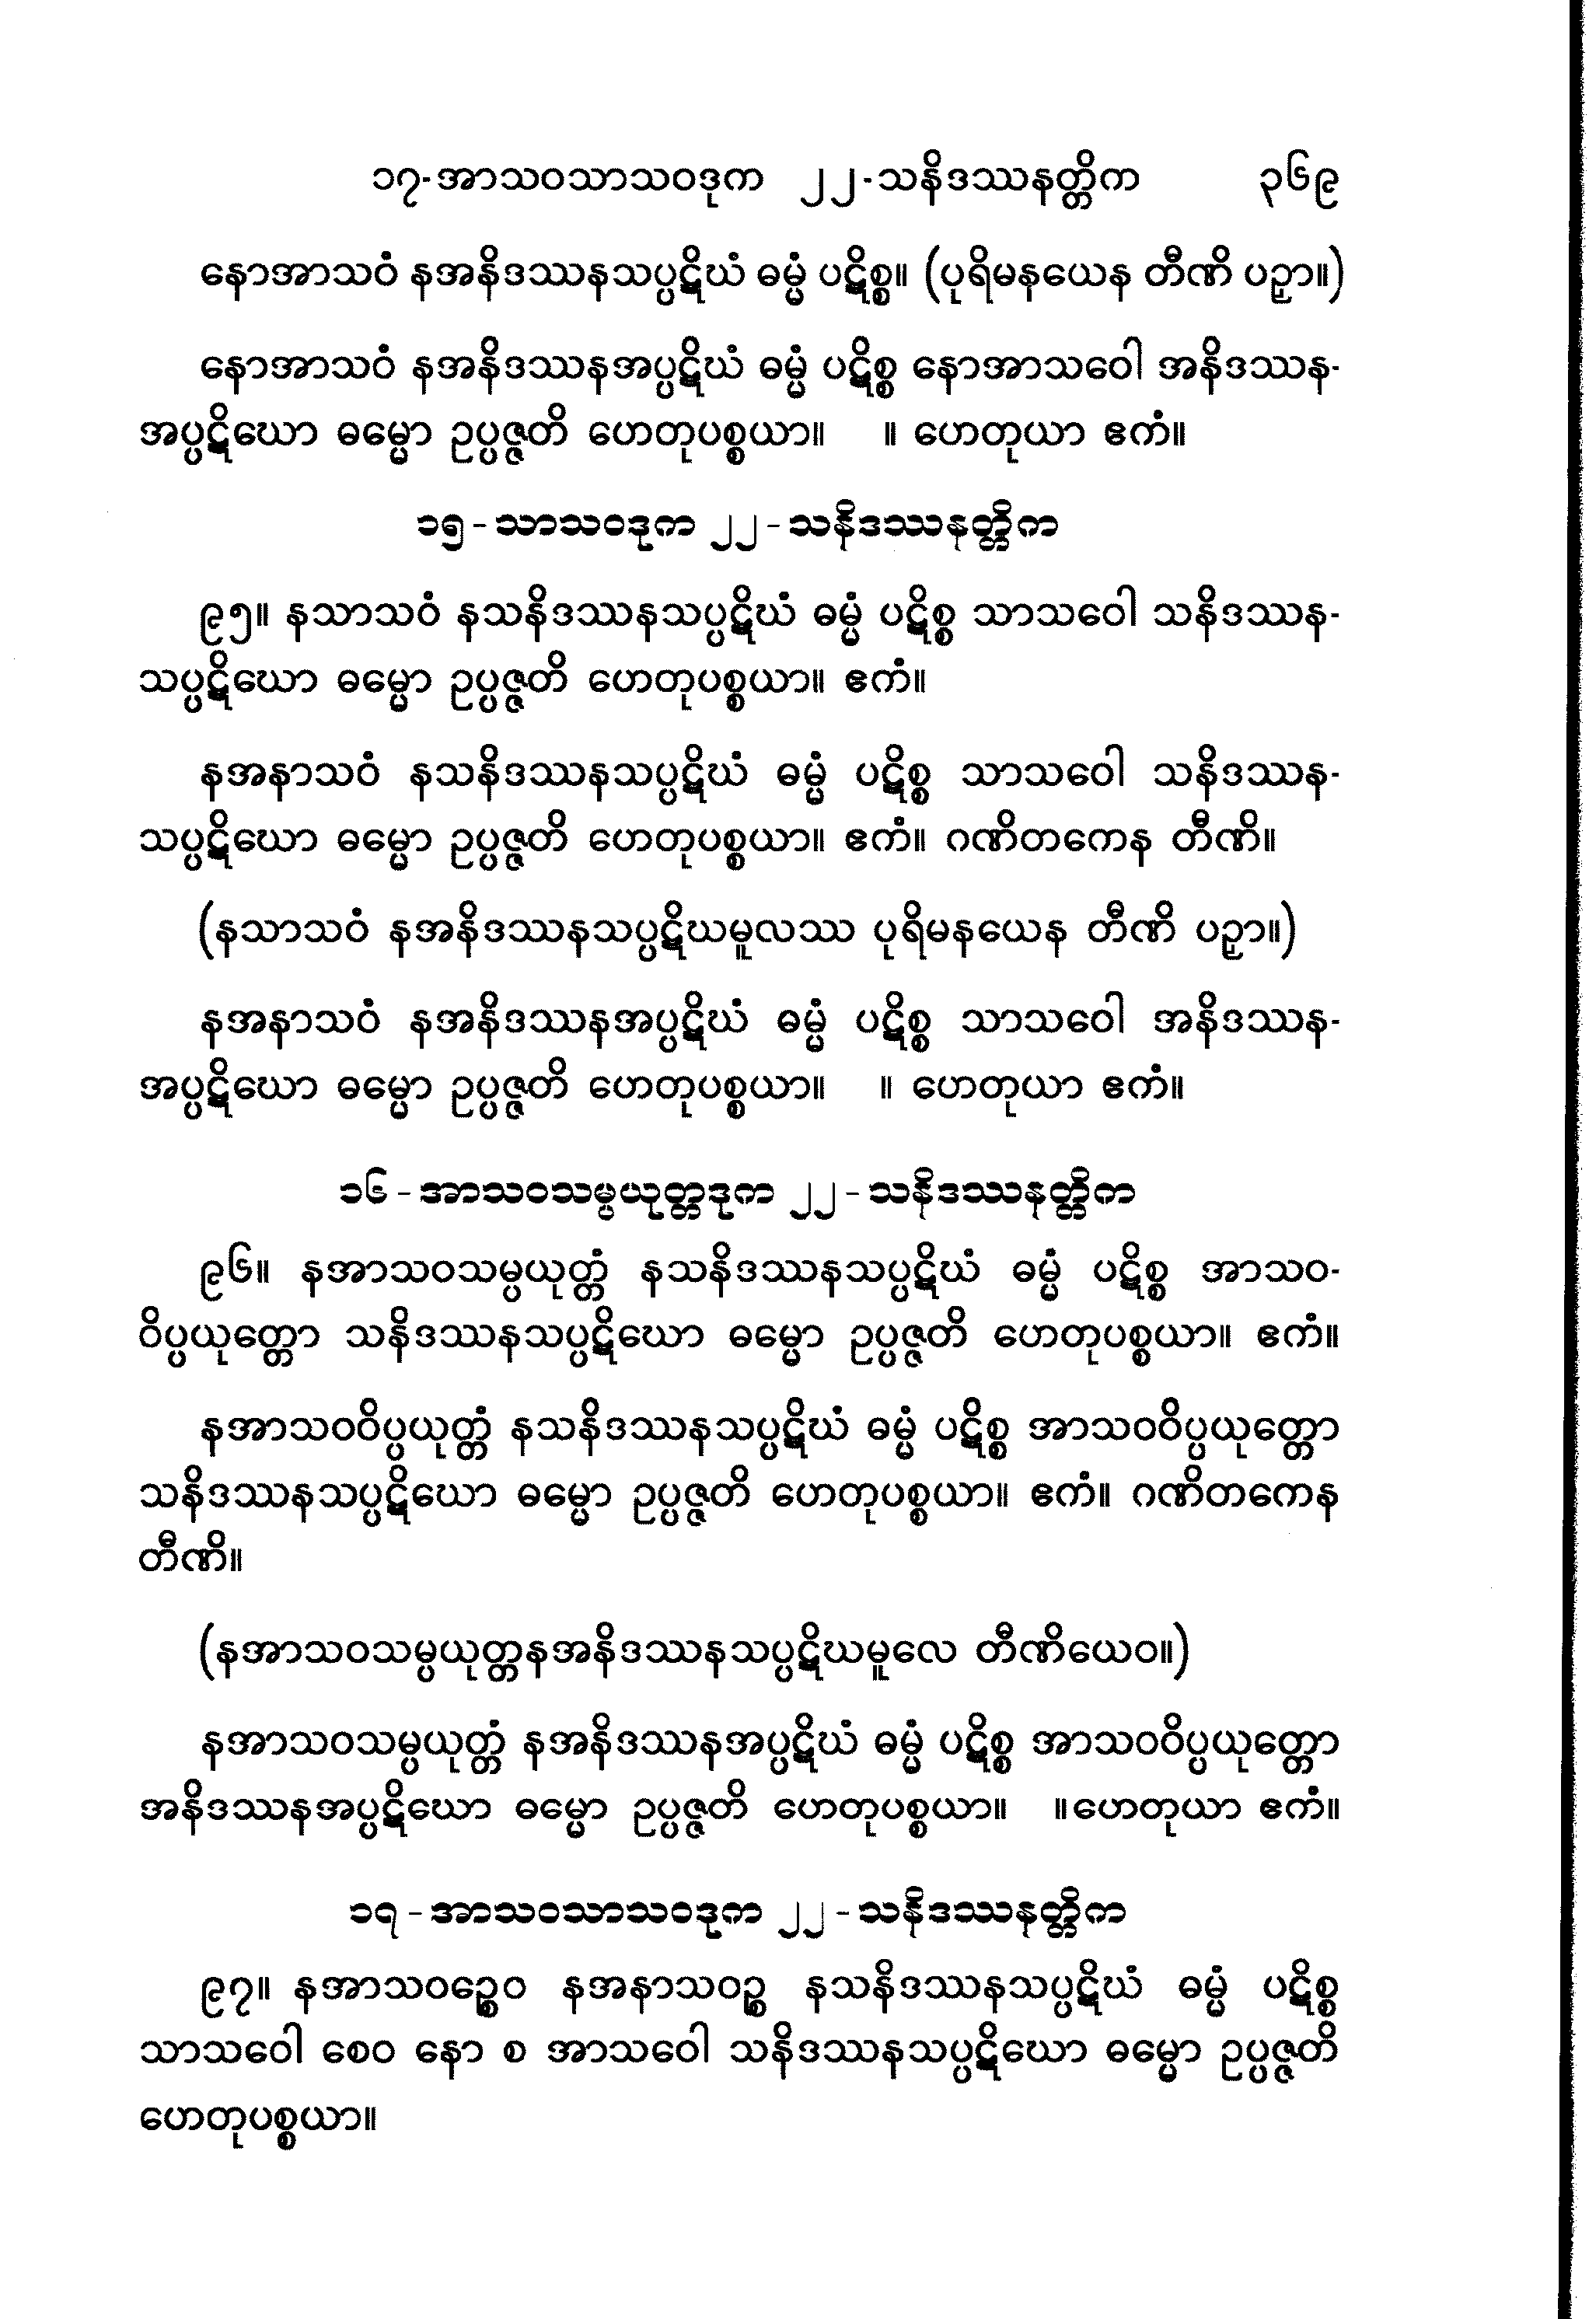 ၁၇-အာသဝသာသဝဒုက ၂၂-သနိဒဿနတ္တိက ၃၆၉
နောအာသဝံ နအနိဒဿနသပ္ပဋိဃံ ဓမ္မံ ပဋိစ္စ။ (ပုရိမနယေန တီဏိ ပဉှာ။)
နောအာသဝံ နအနိဒဿနအပ္ပဋိဃံ ဓမ္မံ ပဋိစ္စ နောအာသဝေါ အနိဒဿန-
အပ္ပဋိဃော ဓမ္မော ဥပ္ပဇ္ဇတိ ဟေတုပစ္စယာ။ ။ ဟေတုယာ ဧကံ။
၁၅-သာသဝဒုက ၂၂-သနိဒဿနတ္တိက
၉၅။ နသာသဝံ နသနိဒဿနသပ္ပဋိဃံ ဓမ္မံ ပဋိစ္စ သာသဝေါ သနိဒဿန-
သပ္ပဋိဃော ဓမ္မော ဥပ္ပဇ္ဇတိ ဟေတုပစ္စယာ။ ဧကံ။
နအနာသဝံ နသနိဒဿနသပ္ပဋိဃံ ဓမ္မံ ပဋိစ္စ သာသဝေါ သနိဒဿန-
သပ္ပဋိဃော ဓမ္မော ဥပ္ပဇ္ဇတိ ဟေတုပစ္စယာ။ ဧကံ။ ဂဏိတကေန တီဏိ။
(နသာသဝံ နအနိဒဿနသပ္ပဋိဃမူလဿ ပုရိမနယေန တီဏိ ပဉှာ။)
နအနာသဝံ နအနိဒဿနအပ္ပဋိဃံ ဓမ္မံ ပဋိစ္စ သာသဝေါ အနိဒဿန-
အပ္ပဋိဃော ဓမ္မော ဥပ္ပဇ္ဇတိ ဟေတုပစ္စယာ။ ။ ဟေတုယာ ဧကံ။
၁၆-အာသဝသမ္ပယုတ္တဒုက ၂၂-သနိဒဿနတ္တိက
၉၆။ နအာသဝသမ္ပယုတ္တံ နသနိဒဿနသပ္ပဋိဃံ ဓမ္မံ ပဋိစ္စ အာသဝ-
ဝိပ္ပယုတ္တော သနိဒဿနသပ္ပဋိဃော ဓမ္မော ဥပ္ပဇ္ဇတိ ဟေတုပစ္စယာ။ ဧကံ။
နအာသဝဝိပ္ပယုတ္တံ နသနိဒဿနသပ္ပဋိဃံ ဓမ္မံ ပဋိစ္စ အာသဝဝိပ္ပယုတ္တော
သနိဒဿနသပ္ပဋိဃော ဓမ္မော ဥပ္ပဇ္ဇတိ ဟေတုပစ္စယာ။ ဧကံ။ ဂဏိတကေန
တီဏိ။
(နအာသဝသမ္ပယုတ္တနအနိဒဿနသပ္ပဋိဃမူလေ တီဏိယေဝ။)
နအာသဝသမ္ပယုတ္တံ နအနိဒဿနအပ္ပဋိဃံ ဓမ္မံ ပဋိစ္စ အာသဝဝိပ္ပယုတ္တော
အနိဒဿနအပ္ပဋိဃော ဓမ္မော ဥပ္ပဇ္ဇတိ ဟေတုပစ္စယာ။ ။ဟေတုယာ ဧကံ။
၁၇-အာသဝသာသဝဒုက ၂၂-သနိဒဿနတ္တိက
၉၇။ နအာသဝဉ္စေဝ နအနာသဝဉ္စ နသနိဒဿနသပ္ပဋိဃံ ဓမ္မံ ပဋိစ္စ
သာသဝေါ စေဝ နော စ အာသဝေါ သနိဒဿနသပ္ပဋိဃော ဓမ္မော ဥပ္ပဇ္ဇတိ
ဟေတုပစ္စယာ။